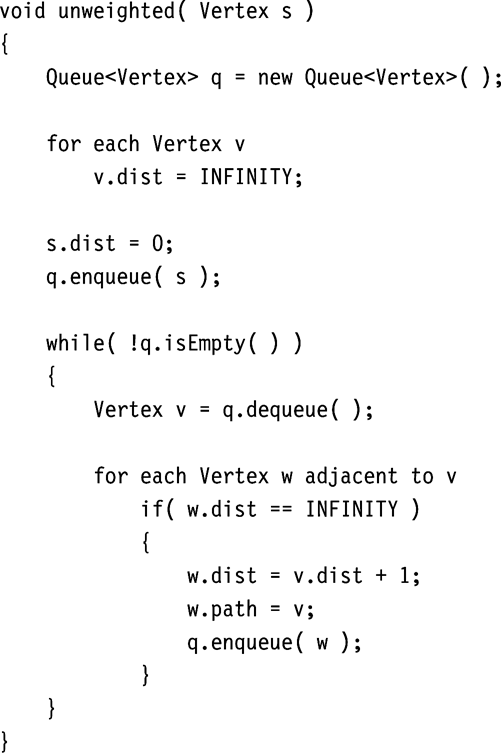 void unweighted( Vertex s )
{
    Queue<Vertex> q = new Queue<Vertex>( );

    for each Vertex v
        v.dist = INFINITY;

    s.dist = 0;
    q.enqueue( s );

    while( !q.isEmpty( ) )
    {
        Vertex v = q.dequeue( );

        for each Vertex w adjacent to v
            if( w.dist == INFINITY )
            {
                w.dist = v.dist + 1;
                w.path = v;
                q.enqueue( w );
            }
    }
}